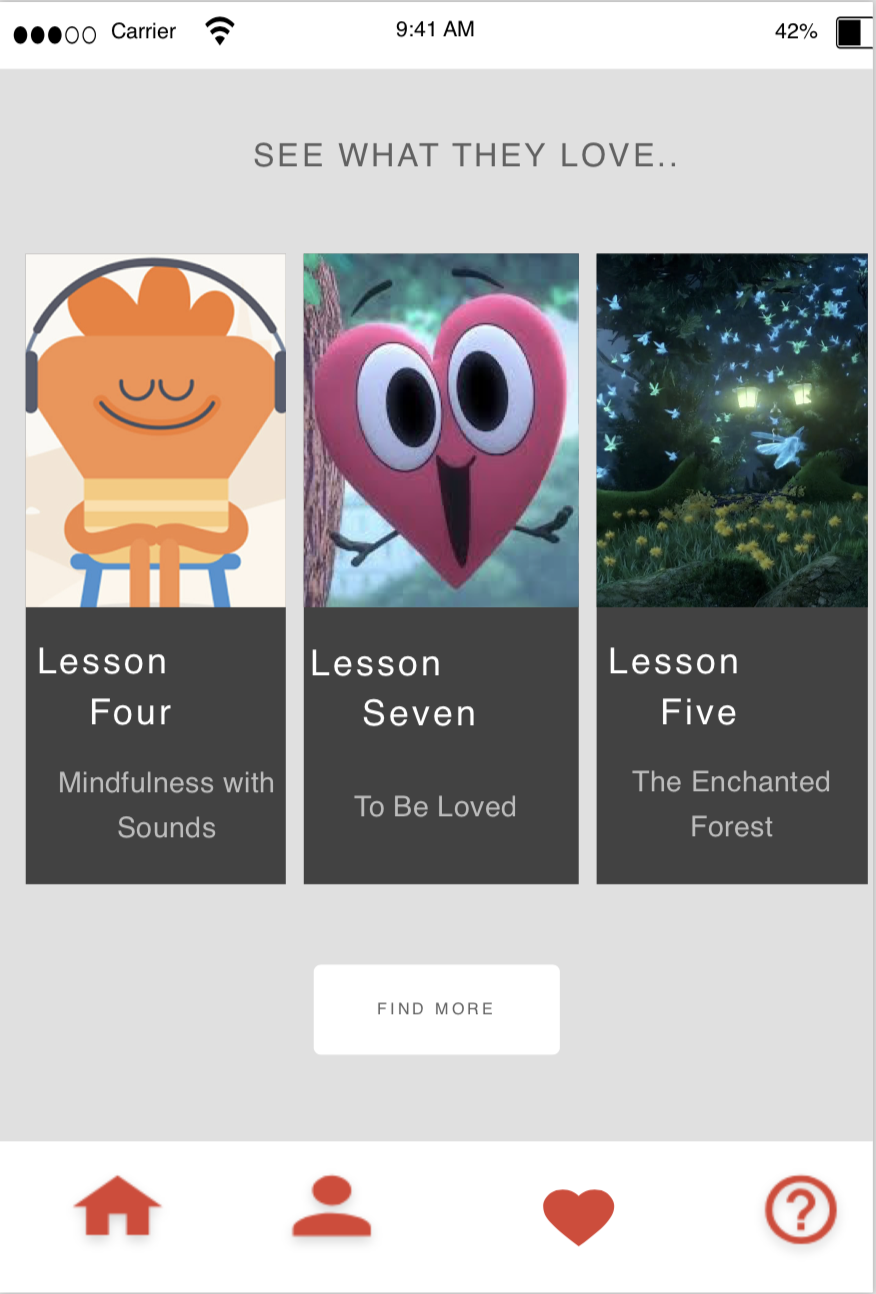 Carrier 9:41 AM 42%
SEE WHAT THEY LOVE..
Lesson
Four
Mindfulness with
Sounds
Lesson
Seven
To Be Loved
Lesson
Five
The Enchanted
Forest
FIND MORE
?